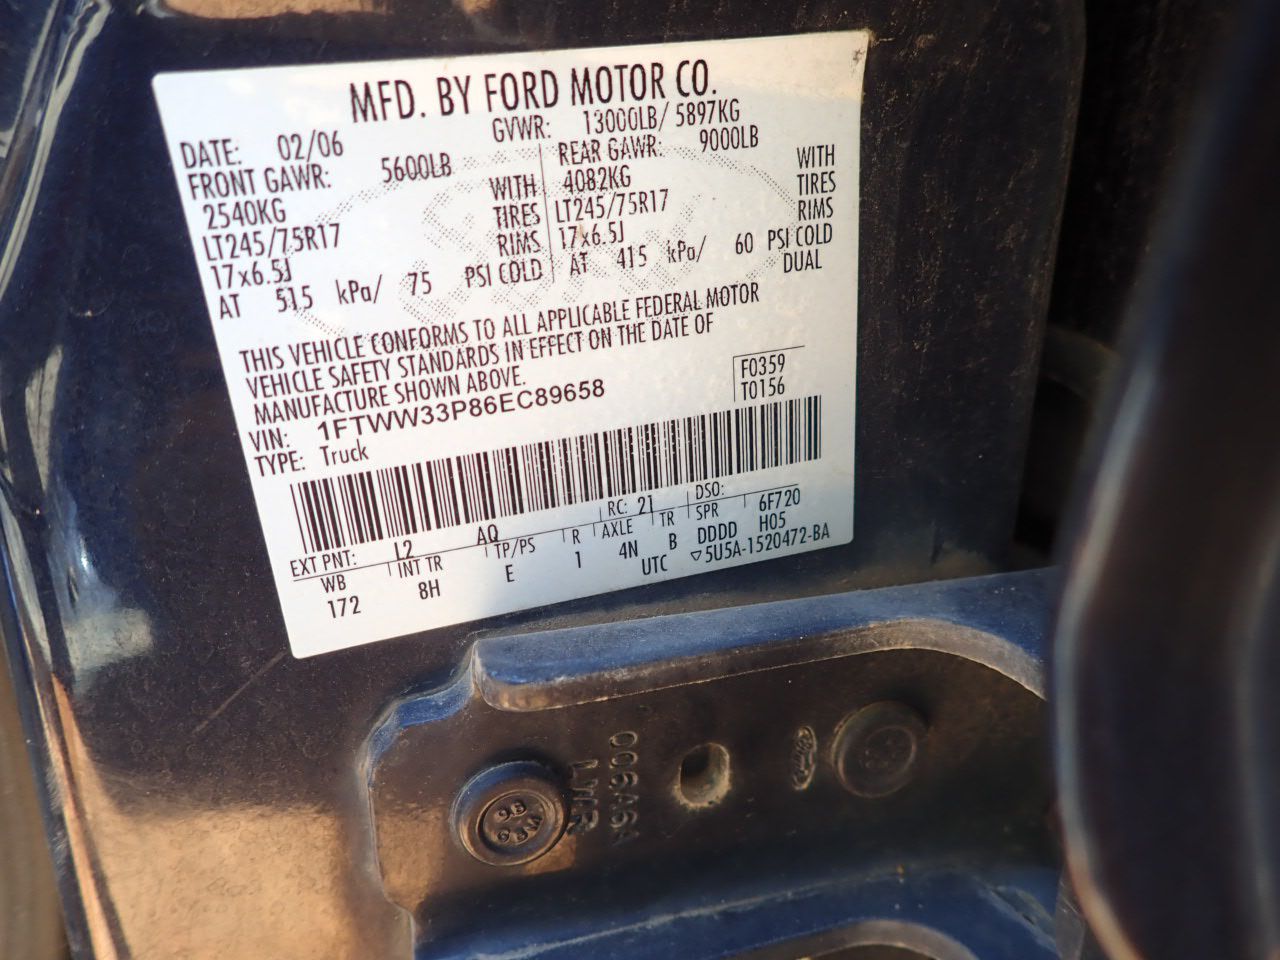 MFD. BY FORD MOTOR CO.
DATE: 02/06 GVWR: 13000LB/ 5897KG
FRONT GAWR: 5600LB REAR GAWR: 9000LB
2540KG WITH 4082KG WITH
LT245/75R17 TIRES LT245/75R17 TIRES
17x6.5J RIMS 17x6.5J RIMS
AT 515 kPa/ 75 PSI COLD AT 415 kPa/ 60 PSI COLD
DUAL
THIS VEHICLE CONFORMS TO ALL APPLICABLE FEDERAL MOTOR
VEHICLE SAFETY STANDARDS IN EFFECT ON THE DATE OF
MANUFACTURE SHOWN ABOVE.
F0359
VIN: 1FTWW33P86EC89658 T0156
TYPE: Truck
EXT PNT: L2 AQ RC: 21 DSO: 6F720
WB INT TR TP/PS R AXLE TR SPR H05
172 8H E 1 4N B DDDD
UTC ▽5U5A-1520472-BA
006A06A
9B